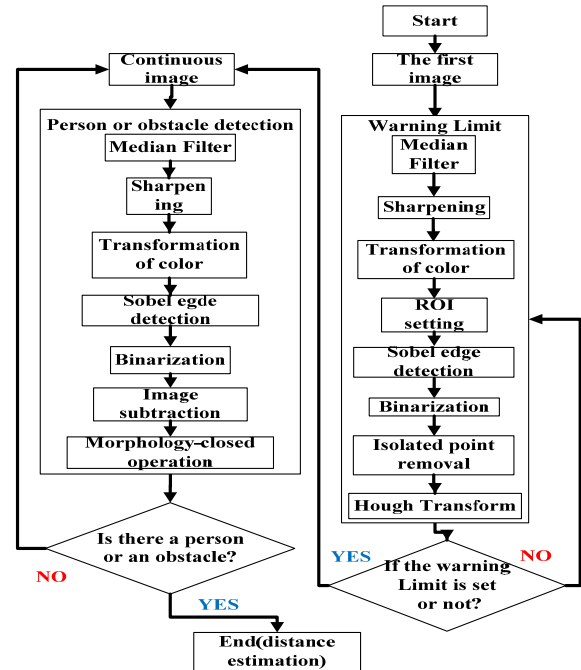 Start
The first
image
Warning Limit
Median
Filter
Sharpening
Transformation
of color
ROI
setting
Sobel edge
detection
Binarization
Isolated point
removal
Hough Transform
If the warning
Limit is set
or not?
YES
NO
Continuous
image
Person or obstacle detection
Median Filter
Sharpen
ing
Transformation
of color
Sobel egde
detection
Binarization
Image
subtraction
Morphology-closed
operation
Is there a person
or an obstacle?
NO
YES
End(distance
estimation)